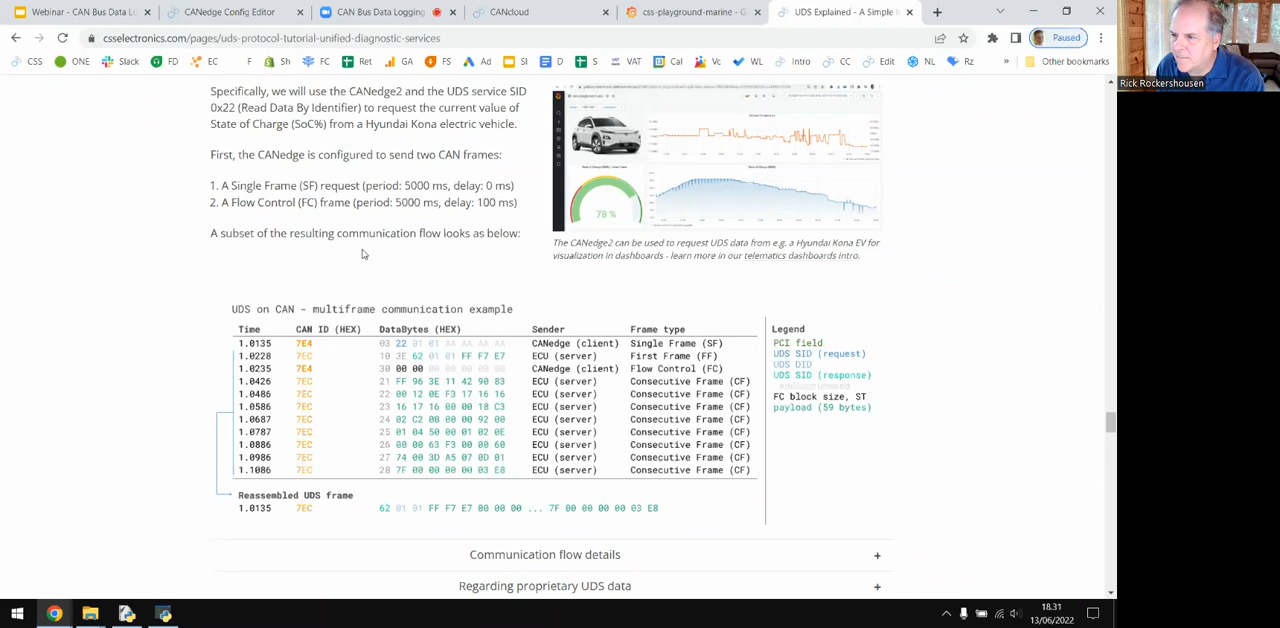 Webinar - CAN Bus Data Lo
CANedge Config Editor
CAN Bus Data Logging
CANcloud
css-playground-marine - G
UDS Explained - A Simple I
csselectronics.com/pages/uds-protocol-tutorial-unified-diagnostic-services
Paused
CSS ONE Slack FD EC F Sh FC Ret GA FS Ad SI D S VAT Cal Vc WL Intro CC Edit NL Rz » Other bookmarks
Rick Rockershousen
Specifically, we will use the CANedge2 and UDS service SID
0x22 (Read Data By Identifier) to request the current value of
State of Charge (SoC%) from a Hyundai Kona electric vehicle.
First, the CANedge is configured to send two CAN frames:
1. A Single Frame (SF) request (period: 5000 ms, delay: 0 ms)
2. A Flow Control (FC) frame (period: 5000 ms, delay: 100 ms)
A subset of the resulting communication flow looks as below:
78 %
The CANedge2 can be used to request UDS data from e.g. a Hyundai Kona EV for
visualization in dashboards - learn more in our telematics dashboards intro.
UDS on CAN - multiframe communication example
Time CAN ID (HEX) DataBytes (HEX) Sender Frame type
1.0135 7E4 03 22 01 01 AA AA AA AA CANedge (client) Single Frame (SF)
1.0228 7EC 10 3E 62 01 01 FF F7 E7 ECU (server) First Frame (FF)
1.0235 7E4 30 00 00 00 00 00 00 00 CANedge (client) Flow Control (FC)
1.0426 7EC 21 FF 96 3E 11 42 90 83 ECU (server) Consecutive Frame (CF)
1.0486 7EC 22 00 12 0E F3 17 16 16 ECU (server) Consecutive Frame (CF)
1.0586 7EC 23 16 17 16 00 00 18 C3 ECU (server) Consecutive Frame (CF)
1.0687 7EC 24 02 C2 0B 00 00 92 00 ECU (server) Consecutive Frame (CF)
1.0787 7EC 25 01 04 50 00 01 02 0E ECU (server) Consecutive Frame (CF)
1.0886 7EC 26 00 00 63 F3 00 00 60 ECU (server) Consecutive Frame (CF)
1.0986 7EC 27 74 00 3D A5 07 0D 01 ECU (server) Consecutive Frame (CF)
1.1086 7EC 28 7F 00 00 00 00 03 E8 ECU (server) Consecutive Frame (CF)
Reassembled UDS frame
1.0135 7EC 62 01 01 FF F7 E7 00 00 00 ... 7F 00 00 00 00 03 E8
Legend
PCI field
UDS SID (request)
UDS DID
UDS SID (response)
FC block size, ST
payload (59 bytes)
Communication flow details +
Regarding proprietary UDS data +
18.31
13/06/2022